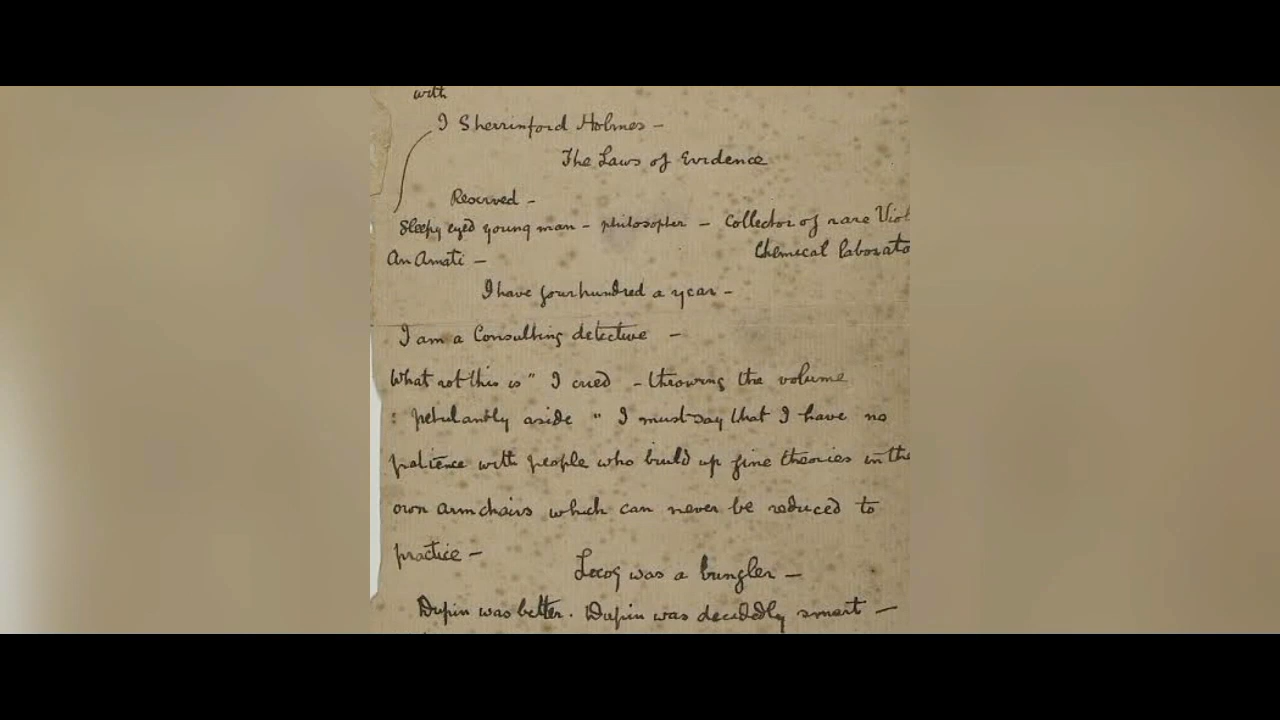 with
I Sherrinford Holmes –
The Laws of Evidence
Reserved –
Sleepy eyed young man – philosopher – Collector of rare Viol
An Amati – Chemical laborato
I have four hundred a year –
I am a Consulting detective –
What rot this is" I cried – throwing the volume
: petulantly aside " I must say that I have no
patience with people who build up fine theories in the
own armchairs which can never be reduced to
practice –
Lecoq was a bungler –
Dupin was better. Dupin was decidedly smart –